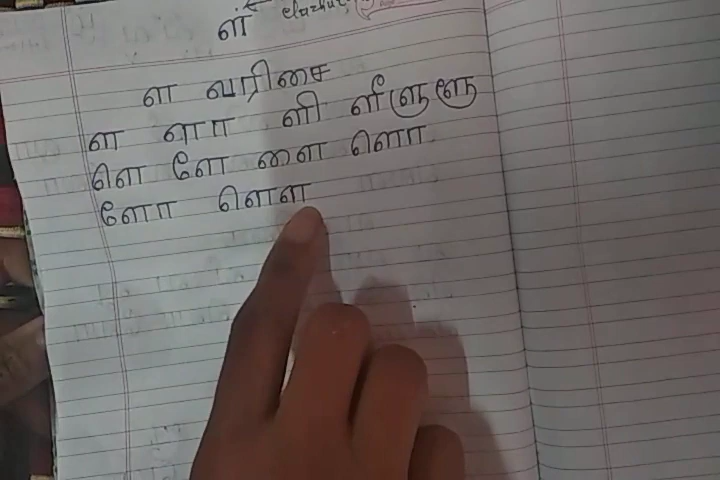 ள்
ள வரிசை
ள ளா ளி ளீ ளு ளூ
ளெ ளே ளை ளொ
ளோ ளௌ